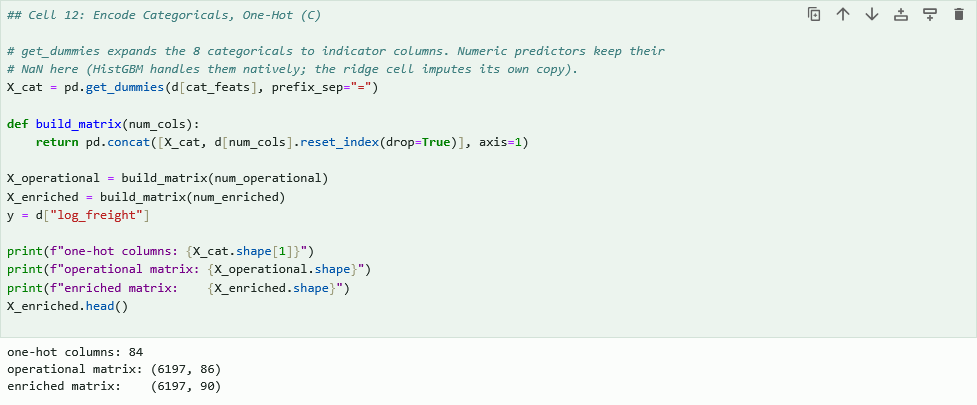 ## Cell 12: Encode Categoricals, One-Hot (C)
# get_dummies expands the 8 categoricals to indicator columns. Numeric predictors keep their
# NaN here (HistGBM handles them natively; the ridge cell imputes its own copy).
X_cat = pd.get_dummies(d[cat_feats], prefix_sep="=")
def build_matrix(num_cols):
    return pd.concat([X_cat, d[num_cols].reset_index(drop=True)], axis=1)
X_operational = build_matrix(num_operational)
X_enriched = build_matrix(num_enriched)
y = d["log_freight"]
print(f"one-hot columns: {X_cat.shape[1]}")
print(f"operational matrix: {X_operational.shape}")
print(f"enriched matrix:    {X_enriched.shape}")
X_enriched.head()
one-hot columns: 84
operational matrix: (6197, 86)
enriched matrix:    (6197, 90)